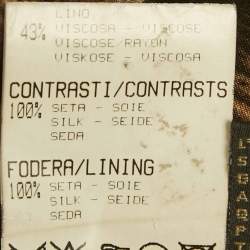 LINO
43% VISCOSA - VISCOSE
VISCOSE/RAYON
VISKOSE - VISCOSA
CONTRASTI/CONTRASTS
100% SETA - SOIE
SILK - SEIDE
SEDA
FODERA/LINING
100% SETA - SOIE
SILK - SEIDE
SEDA